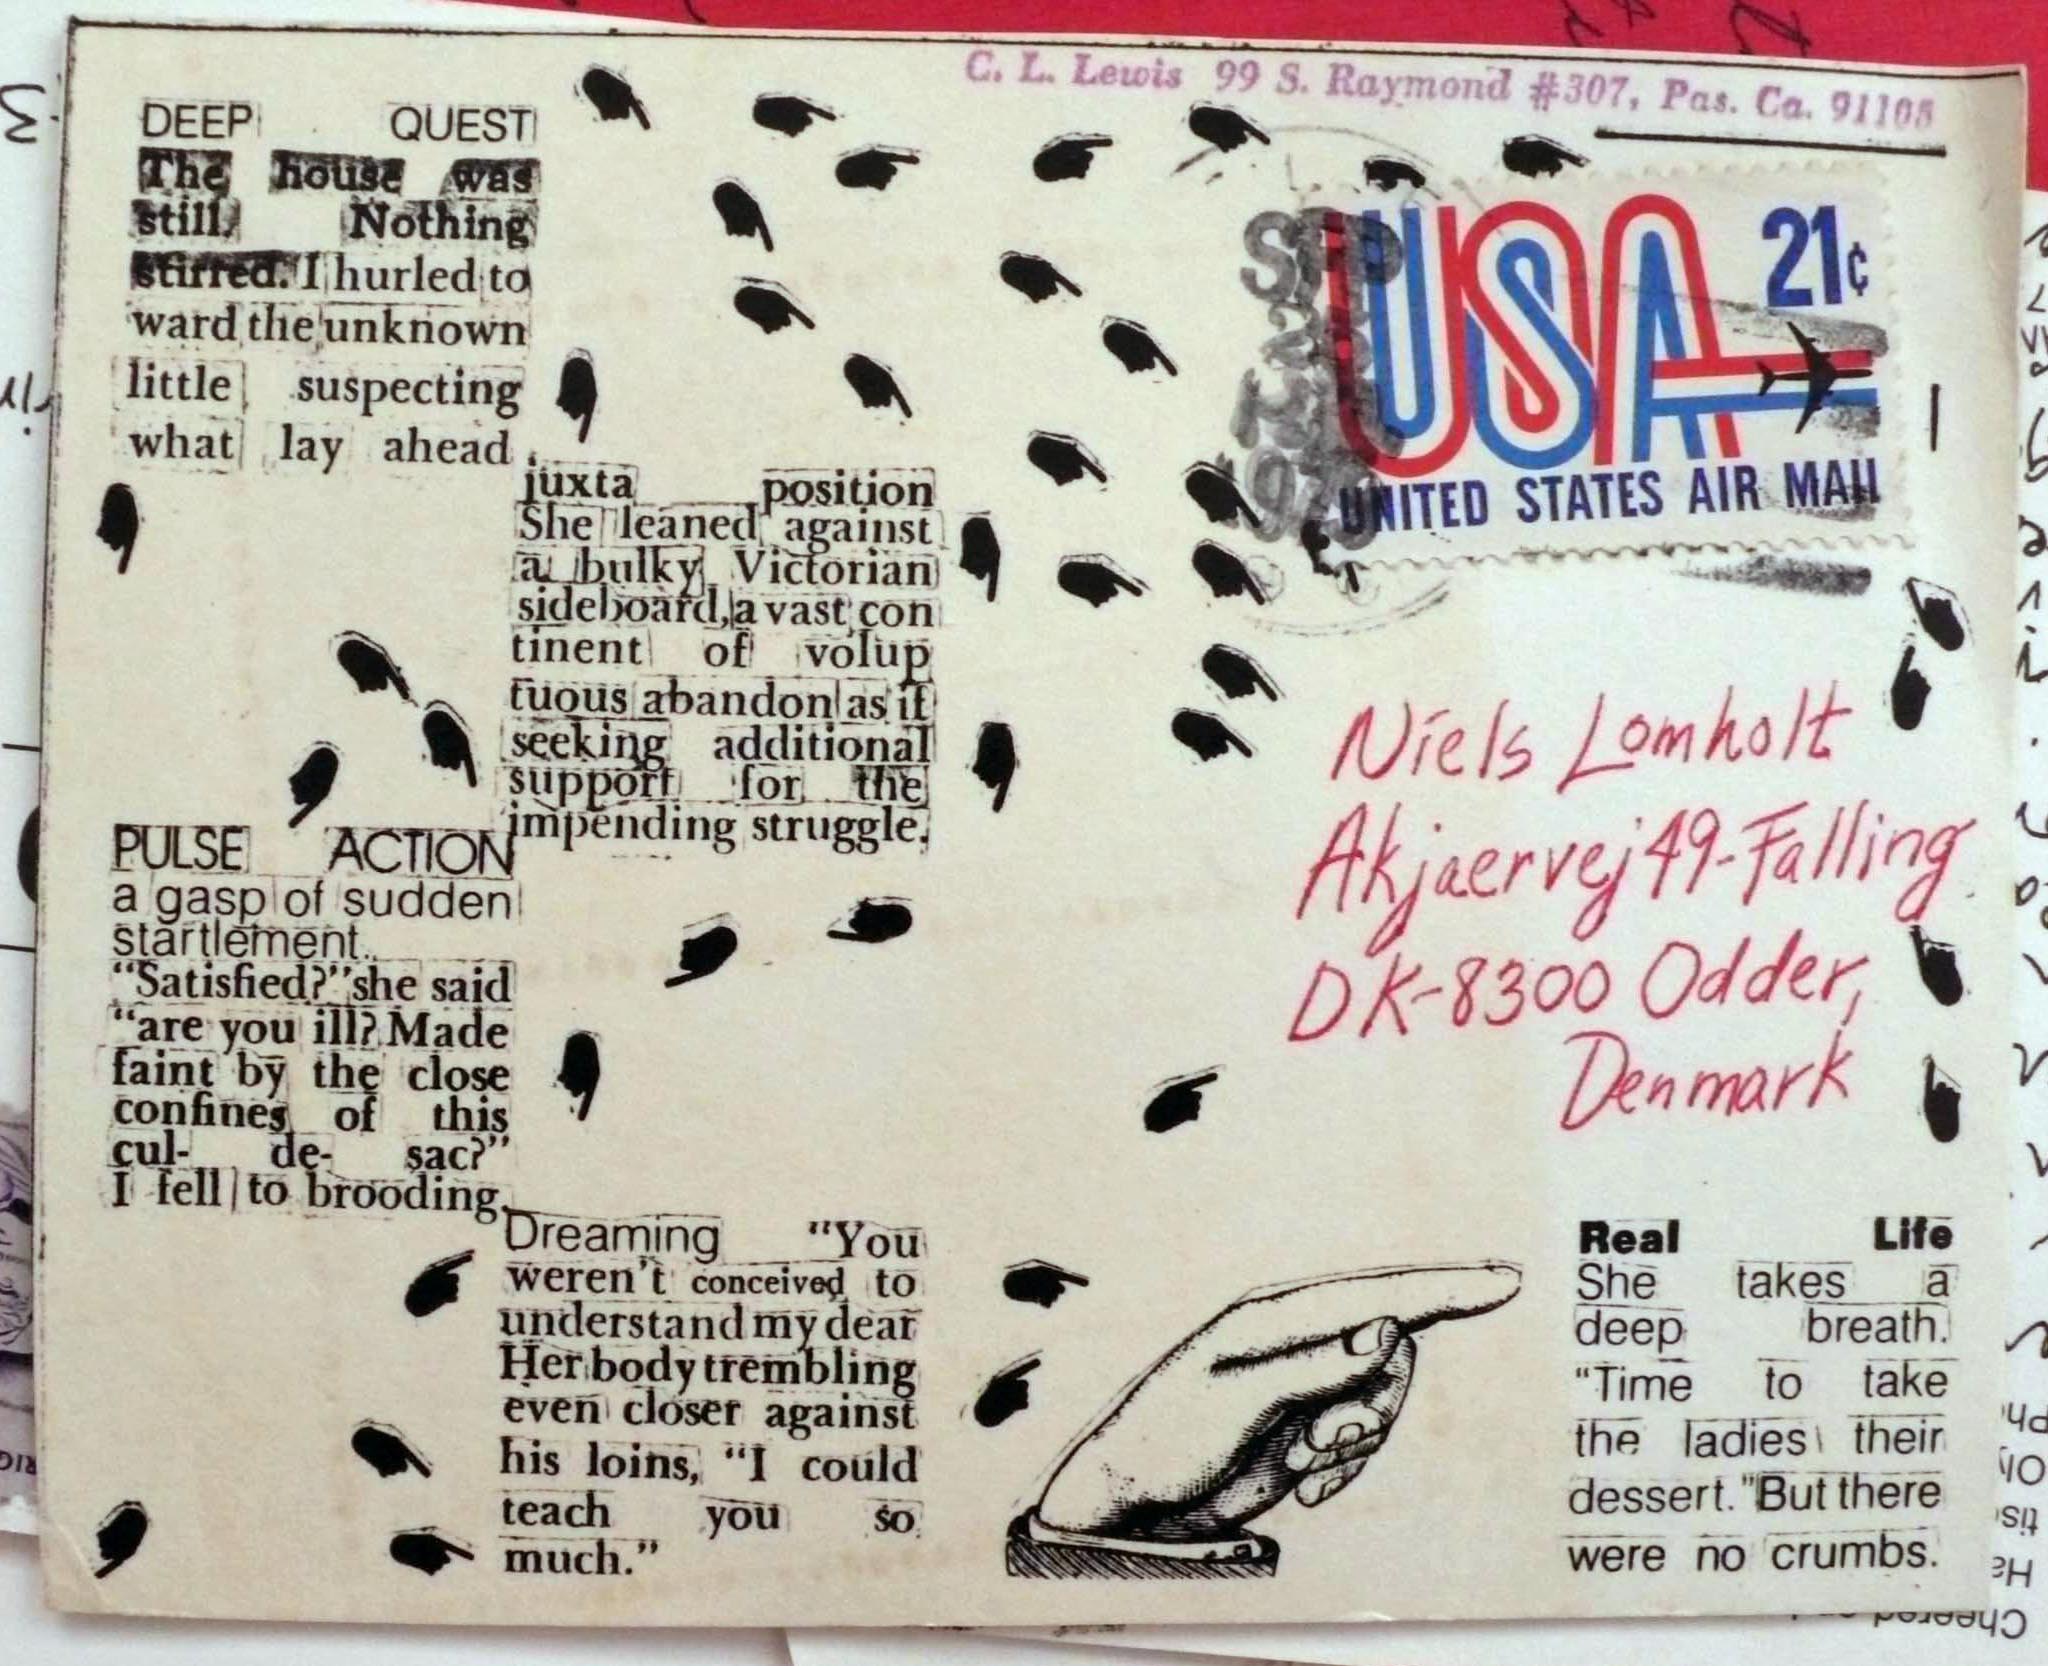 C. L. Lewis 99 S. Raymond #307, Pas. Ca. 91105
DEEP QUEST
The house was
still. Nothing
stirred. I hurled to
ward the unknown
little suspecting
what lay ahead.
juxta position
She leaned against
a bulky Victorian
sideboard, a vast con
tinent of volup
tuous abandon as if
seeking additional
support for the
impending struggle.
PULSE ACTION
a gasp of sudden
startlement..
“Satisfied?” she said
“are you ill? Made
faint by the close
confines of this
cul- de- sac?”
I fell to brooding.
Dreaming “You
weren't conceived to
understand my dear
Her body trembling
even closer against
his loins, “I could
teach you so
much.”
USA 21¢
UNITED STATES AIR MAIL
SEP
Niels Lomholt
Akjaervej 49-Falling
DK-8300 Odder,
Denmark
Real Life
She takes a
deep breath.
“Time to take
the ladies their
dessert.” But there
were no crumbs.
Cheered